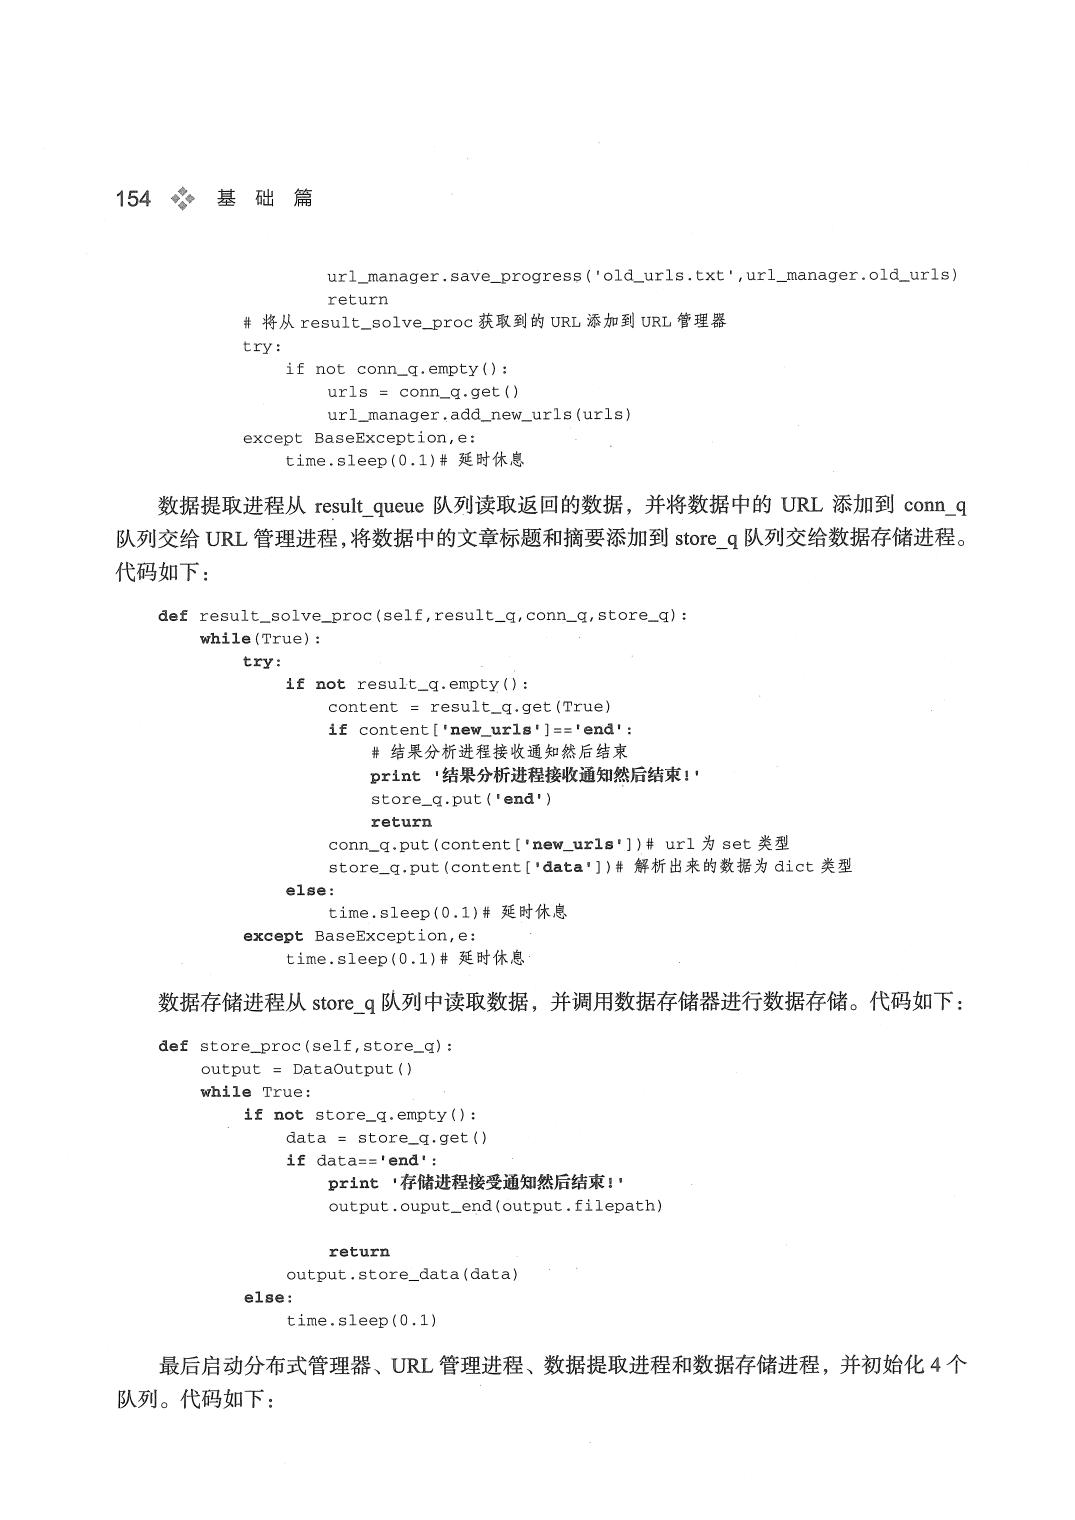 154 基 础 篇
url_manager.save_progress('old_urls.txt',url_manager.old_urls)
return
# 将从 result_solve_proc 获取到的 URL 添加到 URL 管理器
try:
if not conn_q.empty():
urls = conn_q.get()
url_manager.add_new_urls(urls)
except BaseException,e:
time.sleep(0.1)# 延时休息
数据提取进程从 result_queue 队列读取返回的数据，并将数据中的 URL 添加到 conn_q
队列交给 URL 管理进程，将数据中的文章标题和摘要添加到 store_q 队列交给数据存储进程。
代码如下：
def result_solve_proc(self,result_q,conn_q,store_q):
while(True):
try:
if not result_q.empty():
content = result_q.get(True)
if content['new_urls']=='end':
# 结果分析进程接收通知然后结束
print '结果分析进程接收通知然后结束!'
store_q.put('end')
return
conn_q.put(content['new_urls'])# url 为 set 类型
store_q.put(content['data'])# 解析出来的数据为 dict 类型
else:
time.sleep(0.1)# 延时休息
except BaseException,e:
time.sleep(0.1)# 延时休息
数据存储进程从 store_q 队列中读取数据，并调用数据存储器进行数据存储。代码如下：
def store_proc(self,store_q):
output = DataOutput()
while True:
if not store_q.empty():
data = store_q.get()
if data=='end':
print '存储进程接受通知然后结束!'
output.ouput_end(output.filepath)
return
output.store_data(data)
else:
time.sleep(0.1)
最后启动分布式管理器、URL 管理进程、数据提取进程和数据存储进程，并初始化 4 个
队列。代码如下：